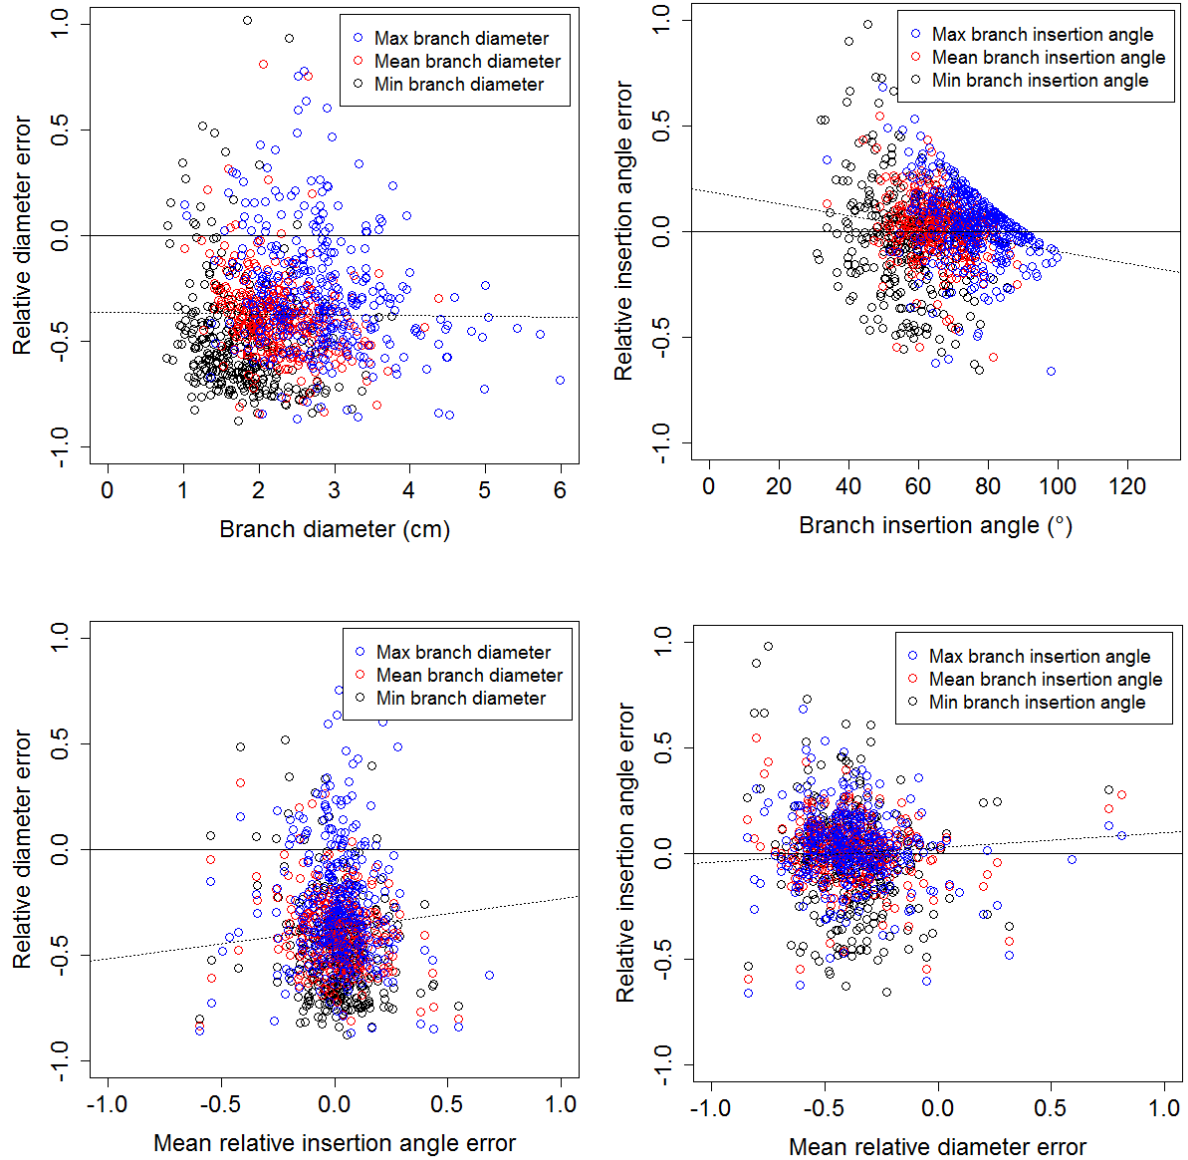 Relative diameter error
1.0
0.5
0.0
-0.5
-1.0
Max branch diameter
Mean branch diameter
Min branch diameter
0 1 2 3 4 5 6
Branch diameter (cm)
Relative insertion angle error
1.0
0.5
0.0
-0.5
-1.0
Max branch insertion angle
Mean branch insertion angle
Min branch insertion angle
0 20 40 60 80 100 120
Branch insertion angle (°)
Relative diameter error
1.0
0.5
0.0
-0.5
-1.0
Max branch diameter
Mean branch diameter
Min branch diameter
-1.0 -0.5 0.0 0.5 1.0
Mean relative insertion angle error
Relative insertion angle error
1.0
0.5
0.0
-0.5
-1.0
Max branch insertion angle
Mean branch insertion angle
Min branch insertion angle
-1.0 -0.5 0.0 0.5 1.0
Mean relative diameter error